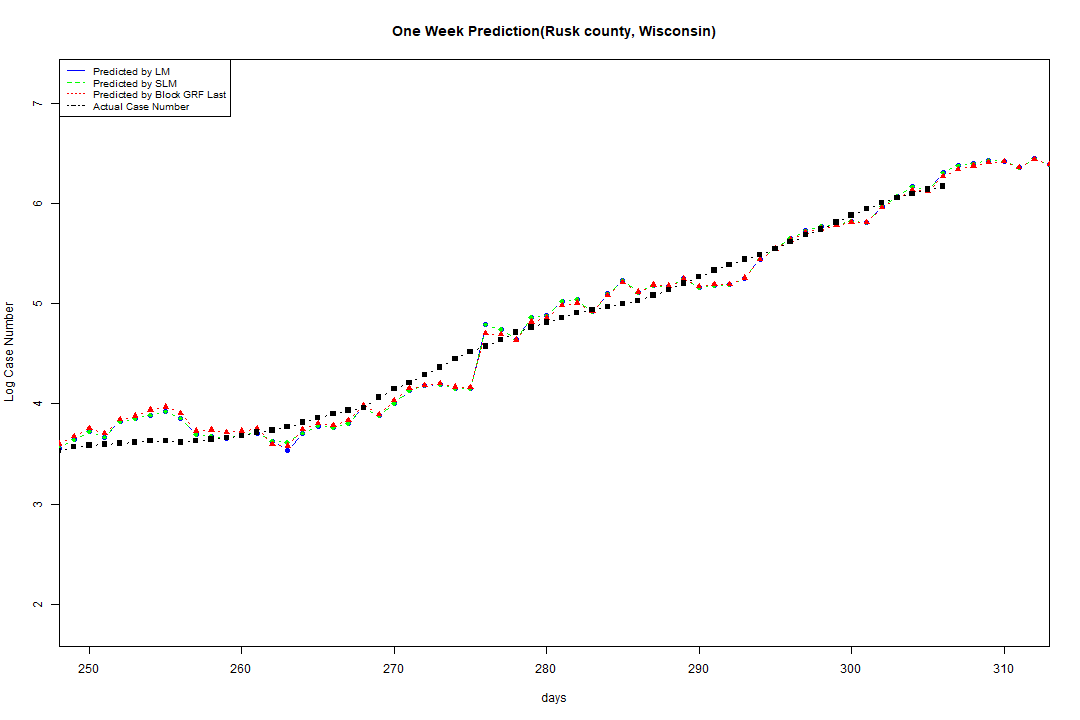 One Week Prediction(Rusk county, Wisconsin)
Predicted by LM
Predicted by SLM
Predicted by Block GRF Last
Actual Case Number
7
6
5
4
3
2
Log Case Number
250 260 270 280 290 300 310
days